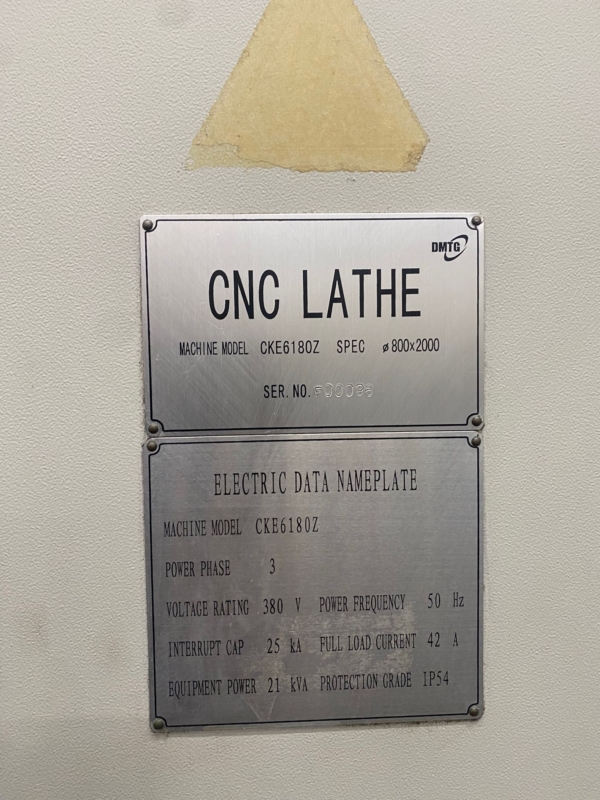 DMTG
CNC LATHE
MACHINE MODEL CKE6180Z SPEC ø800×2000
SER. NO.
ELECTRIC DATA NAMEPLATE
MACHINE MODEL CKE6180Z
POWER PHASE 3
VOLTAGE RATING 380 V POWER FREQUENCY 50 Hz
INTERRUPT CAP 25 kA FULL LOAD CURRENT 42 A
EQUIPMENT POWER 21 kVA PROTECTION GRADE IP54